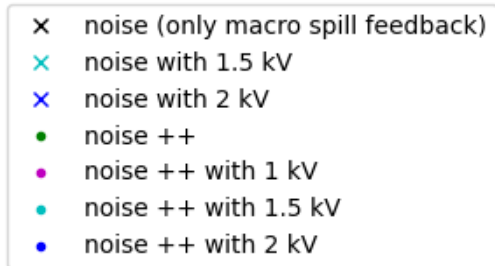 noise (only macro spill feedback)
noise with 1.5 kV
noise with 2 kV
noise ++
noise ++ with 1 kV
noise ++ with 1.5 kV
noise ++ with 2 kV